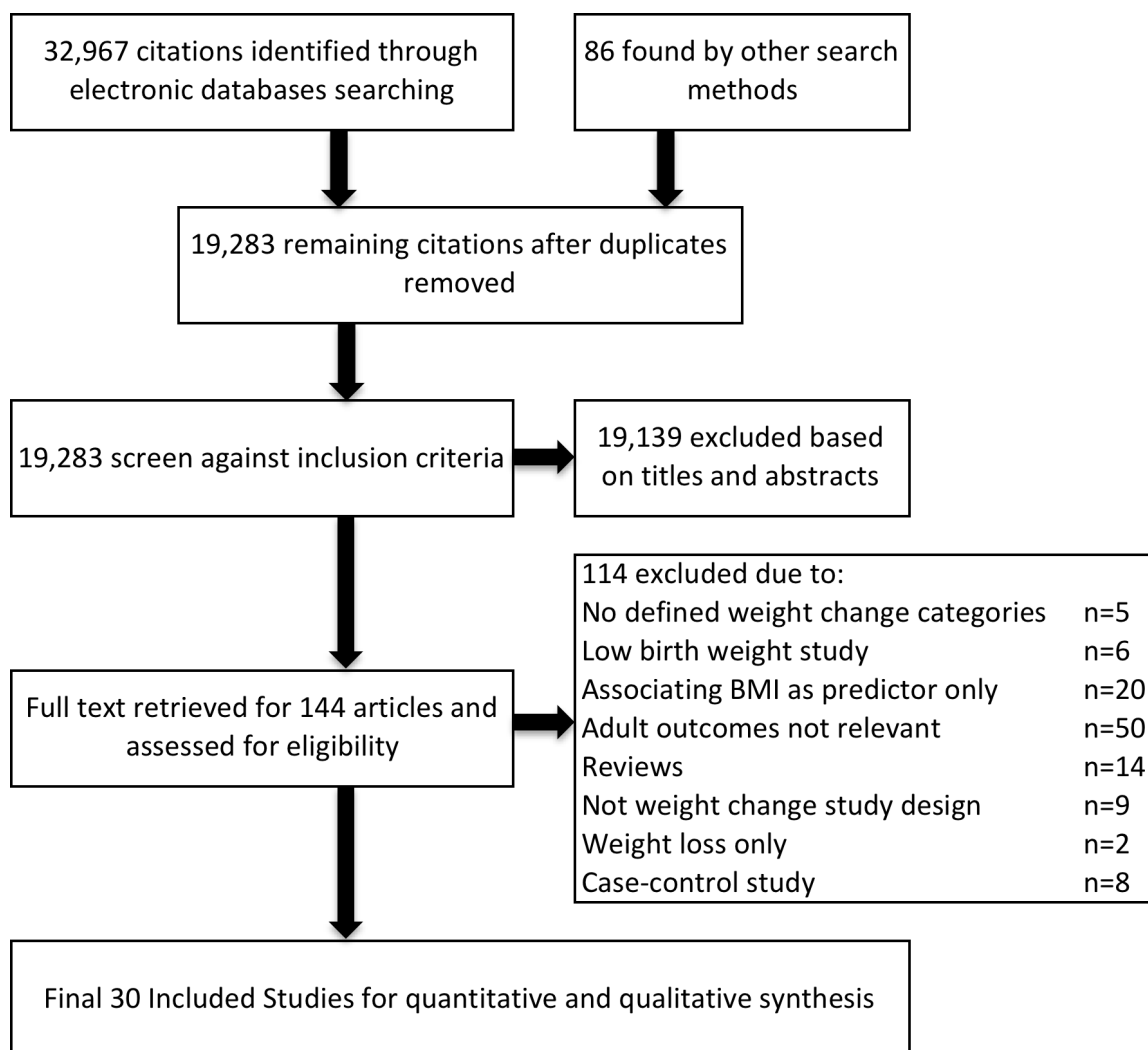 32,967 citations identified through
electronic databases searching
86 found by other search
methods
19,283 remaining citations after duplicates
removed
19,283 screen against inclusion criteria
19,139 excluded based
on titles and abstracts
Full text retrieved for 144 articles and
assessed for eligibility
114 excluded due to:
No defined weight change categories n=5
Low birth weight study n=6
Associating BMI as predictor only n=20
Adult outcomes not relevant n=50
Reviews n=14
Not weight change study design n=9
Weight loss only n=2
Case-control study n=8
Final 30 Included Studies for quantitative and qualitative synthesis